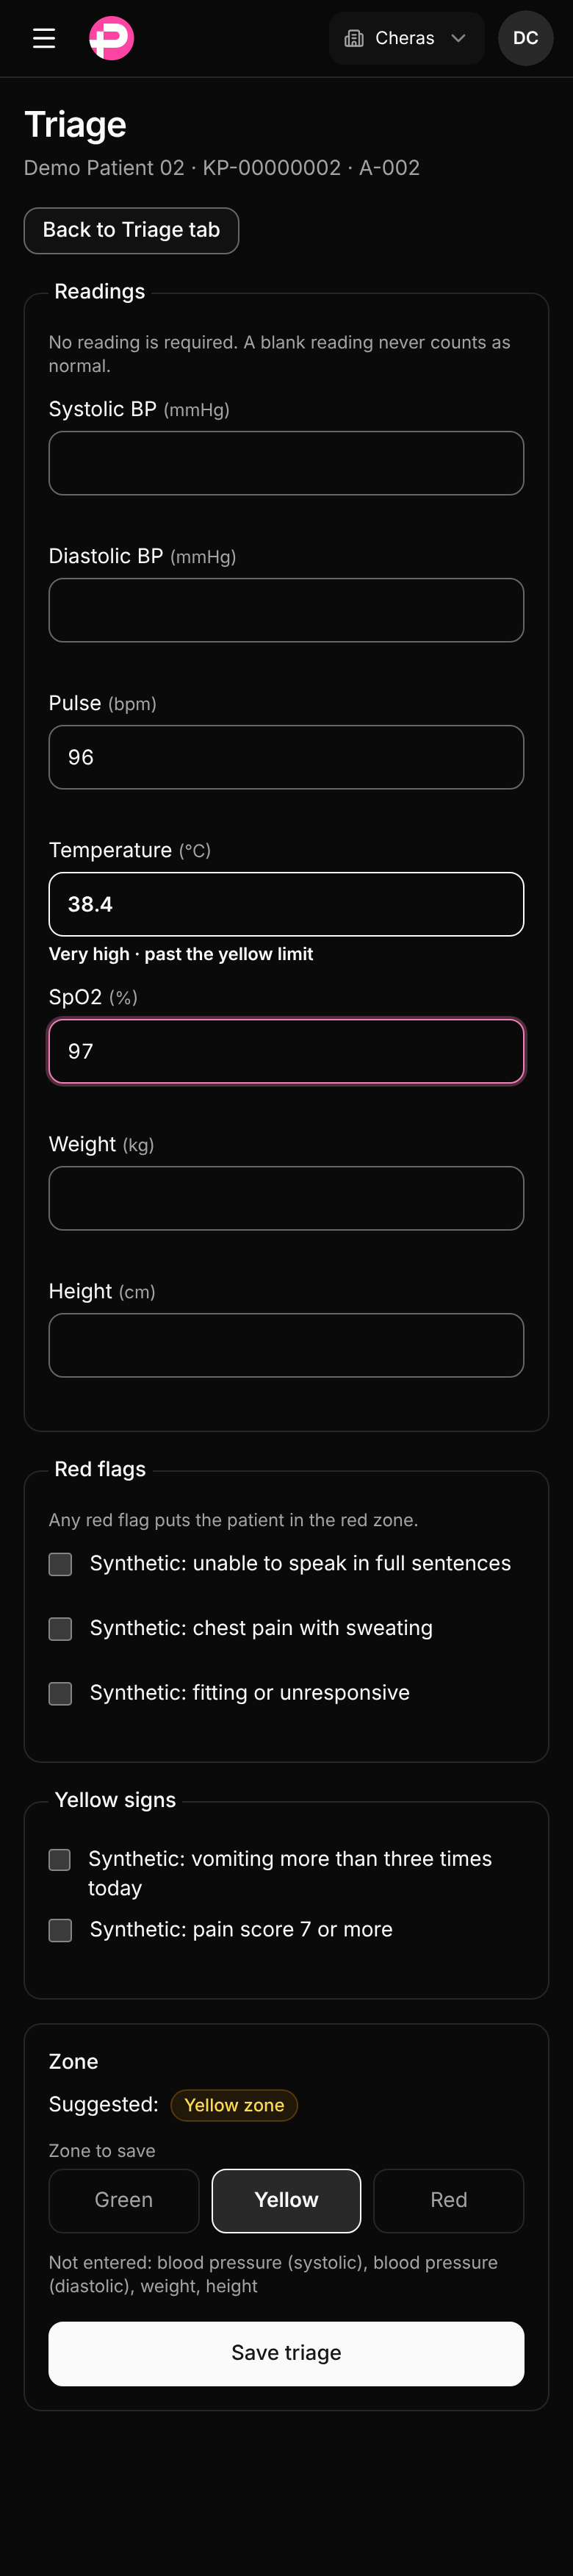 Cheras
DC
Triage
Demo Patient 02 · KP-00000002 · A-002
Back to Triage tab
Readings
No reading is required. A blank reading never counts as
normal.
Systolic BP (mmHg)
Diastolic BP (mmHg)
Pulse (bpm)
96
Temperature (°C)
38.4
Very high · past the yellow limit
SpO2 (%)
97
Weight (kg)
Height (cm)
Red flags
Any red flag puts the patient in the red zone.
Synthetic: unable to speak in full sentences
Synthetic: chest pain with sweating
Synthetic: fitting or unresponsive
Yellow signs
Synthetic: vomiting more than three times
today
Synthetic: pain score 7 or more
Zone
Suggested: Yellow zone
Zone to save
Green Yellow Red
Not entered: blood pressure (systolic), blood pressure
(diastolic), weight, height
Save triage